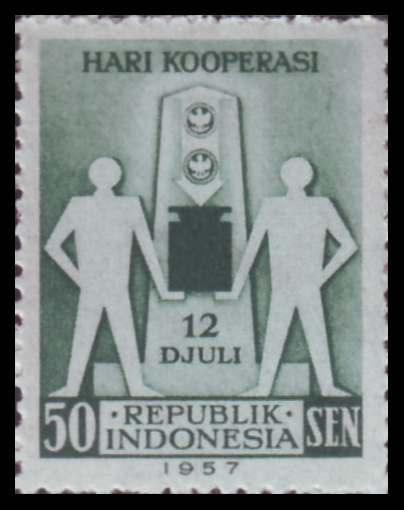 HARI KOOPERASI
12
DJULI
50 ·REPUBLIK· SEN
INDONESIA
1957